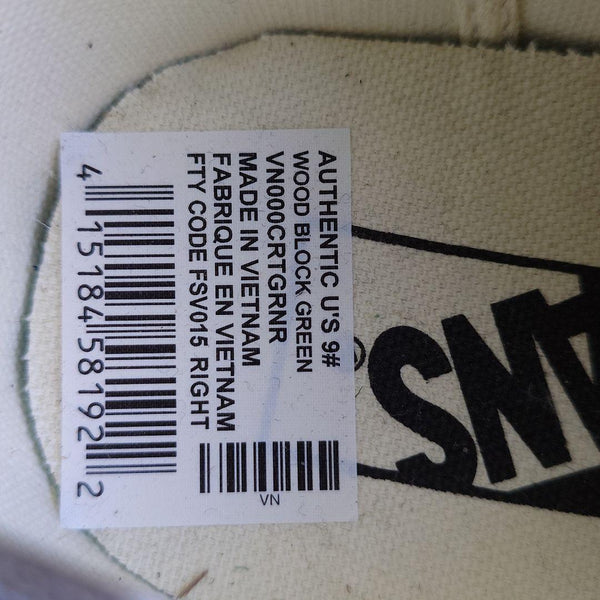 AUTHENTIC U'S 9#
WOOD BLOCK GREEN
VN000CRTGRNR
MADE IN VIETNAM
FABRIQUE EN VIETNAM
FTY CODE FSV015 RIGHT
VN
4 15184 58192 2
ANS
®